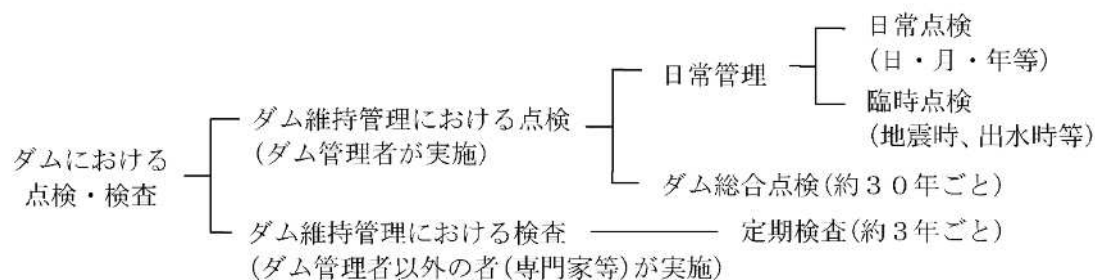 日常点検
(日・月・年等)
日常管理
臨時点検
(地震時、出水時等)
ダム維持管理における点検
(ダム管理者が実施)
ダムにおける
点検・検査
ダム総合点検(約30年ごと)
ダム維持管理における検査
定期検査(約3年ごと)
(ダム管理者以外の者(専門家等)が実施)